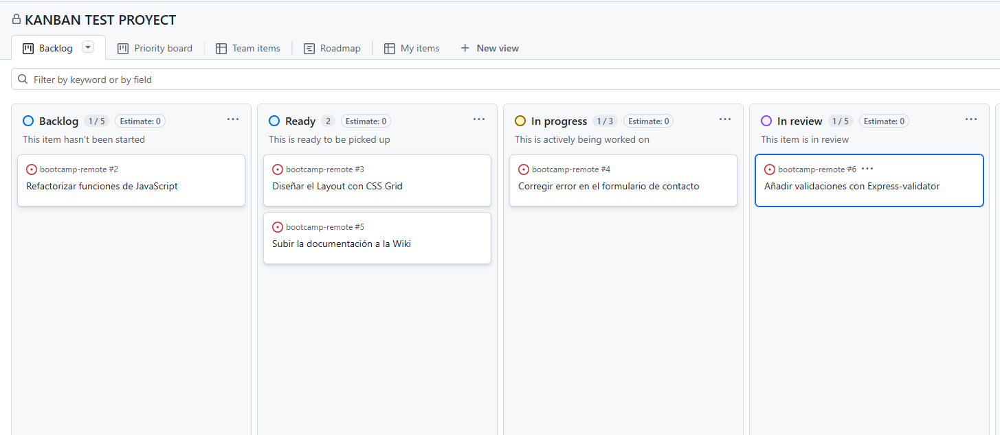 KANBAN TEST PROYECT
Backlog
Priority board
Team items
Roadmap
My items
New view
Filter by keyword or by field
Backlog 1 / 5 Estimate: 0
This item hasn't been started
bootcamp-remote #2
Refactorizar funciones de JavaScript
Ready 2 Estimate: 0
This is ready to be picked up
bootcamp-remote #3
Diseñar el Layout con CSS Grid
bootcamp-remote #5
Subir la documentación a la Wiki
In progress 1 / 3 Estimate: 0
This is actively being worked on
bootcamp-remote #4
Corregir error en el formulario de contacto
In review 1 / 5 Estimate: 0
This item is in review
bootcamp-remote #6
Añadir validaciones con Express-validator